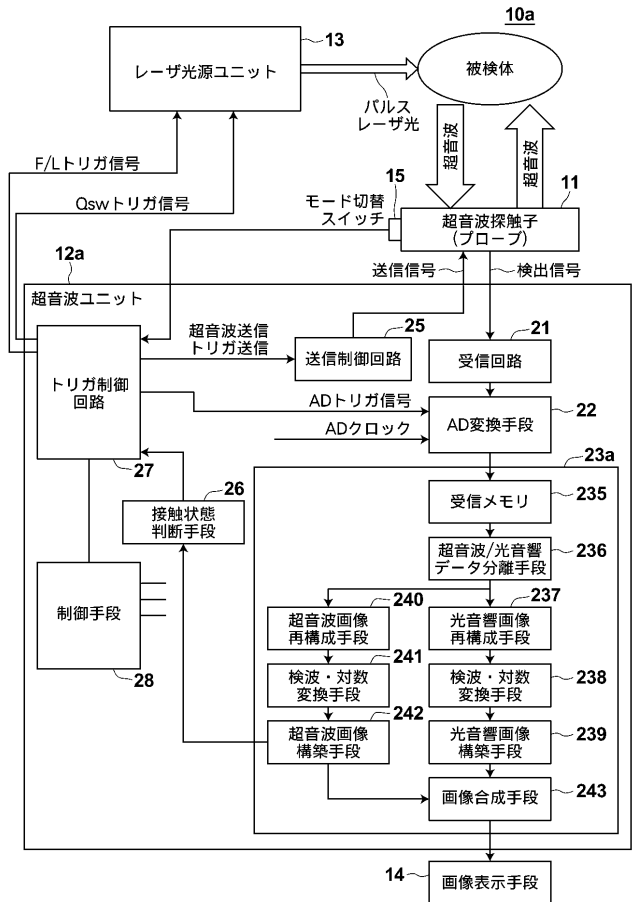 10a
13
レーザ光源ユニット
被検体
パルス
レーザ光
超音波
超音波
F/Lトリガ信号
Qswトリガ信号
モード切替
スイッチ
15
11
超音波探触子
(プローブ)
12a
送信信号
検出信号
超音波ユニット
超音波送信
トリガ送信
25
送信制御回路
21
受信回路
トリガ制御
回路
27
ADトリガ信号
ADクロック
22
AD変換手段
23a
26
接触状態
判断手段
受信メモリ
235
超音波/光音響
データ分離手段
236
制御手段
28
240
超音波画像
再構成手段
237
光音響画像
再構成手段
241
検波・対数
変換手段
検波・対数
変換手段
238
242
超音波画像
構築手段
光音響画像
構築手段
239
画像合成手段
243
14
画像表示手段